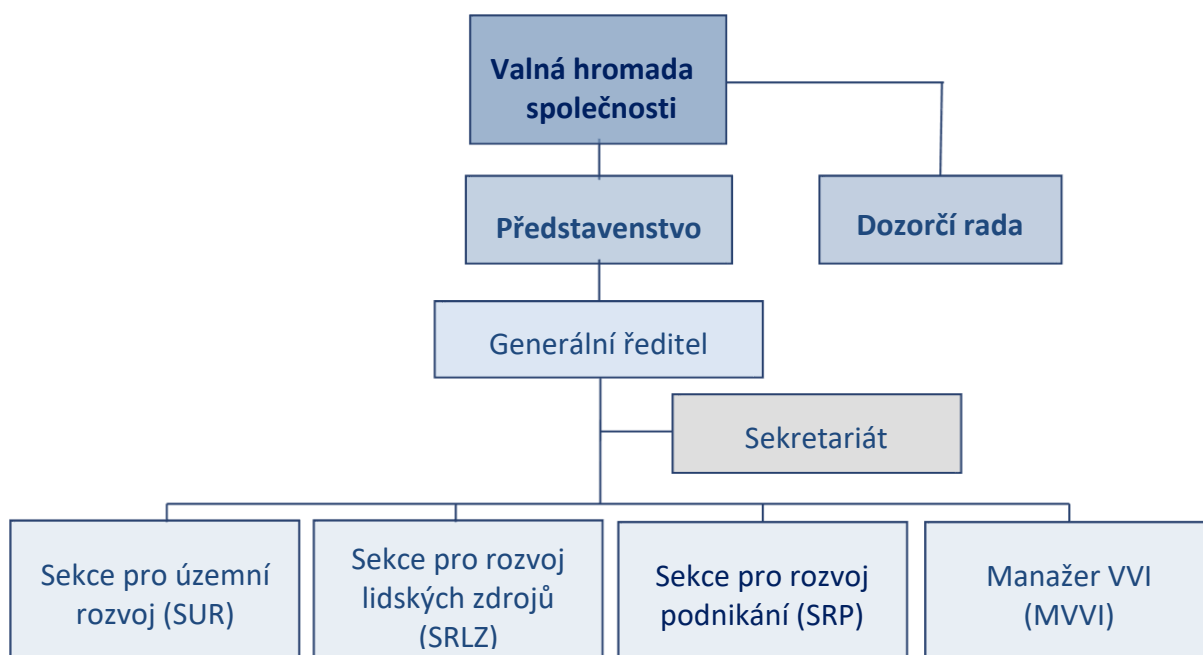 Valná hromada
společnosti
Představenstvo
Dozorčí rada
Generální ředitel
Sekretariát
Sekce pro územní
rozvoj (SUR)
Sekce pro rozvoj
lidských zdrojů
(SRLZ)
Sekce pro rozvoj
podnikání (SRP)
Manažer VVI
(MVVI)